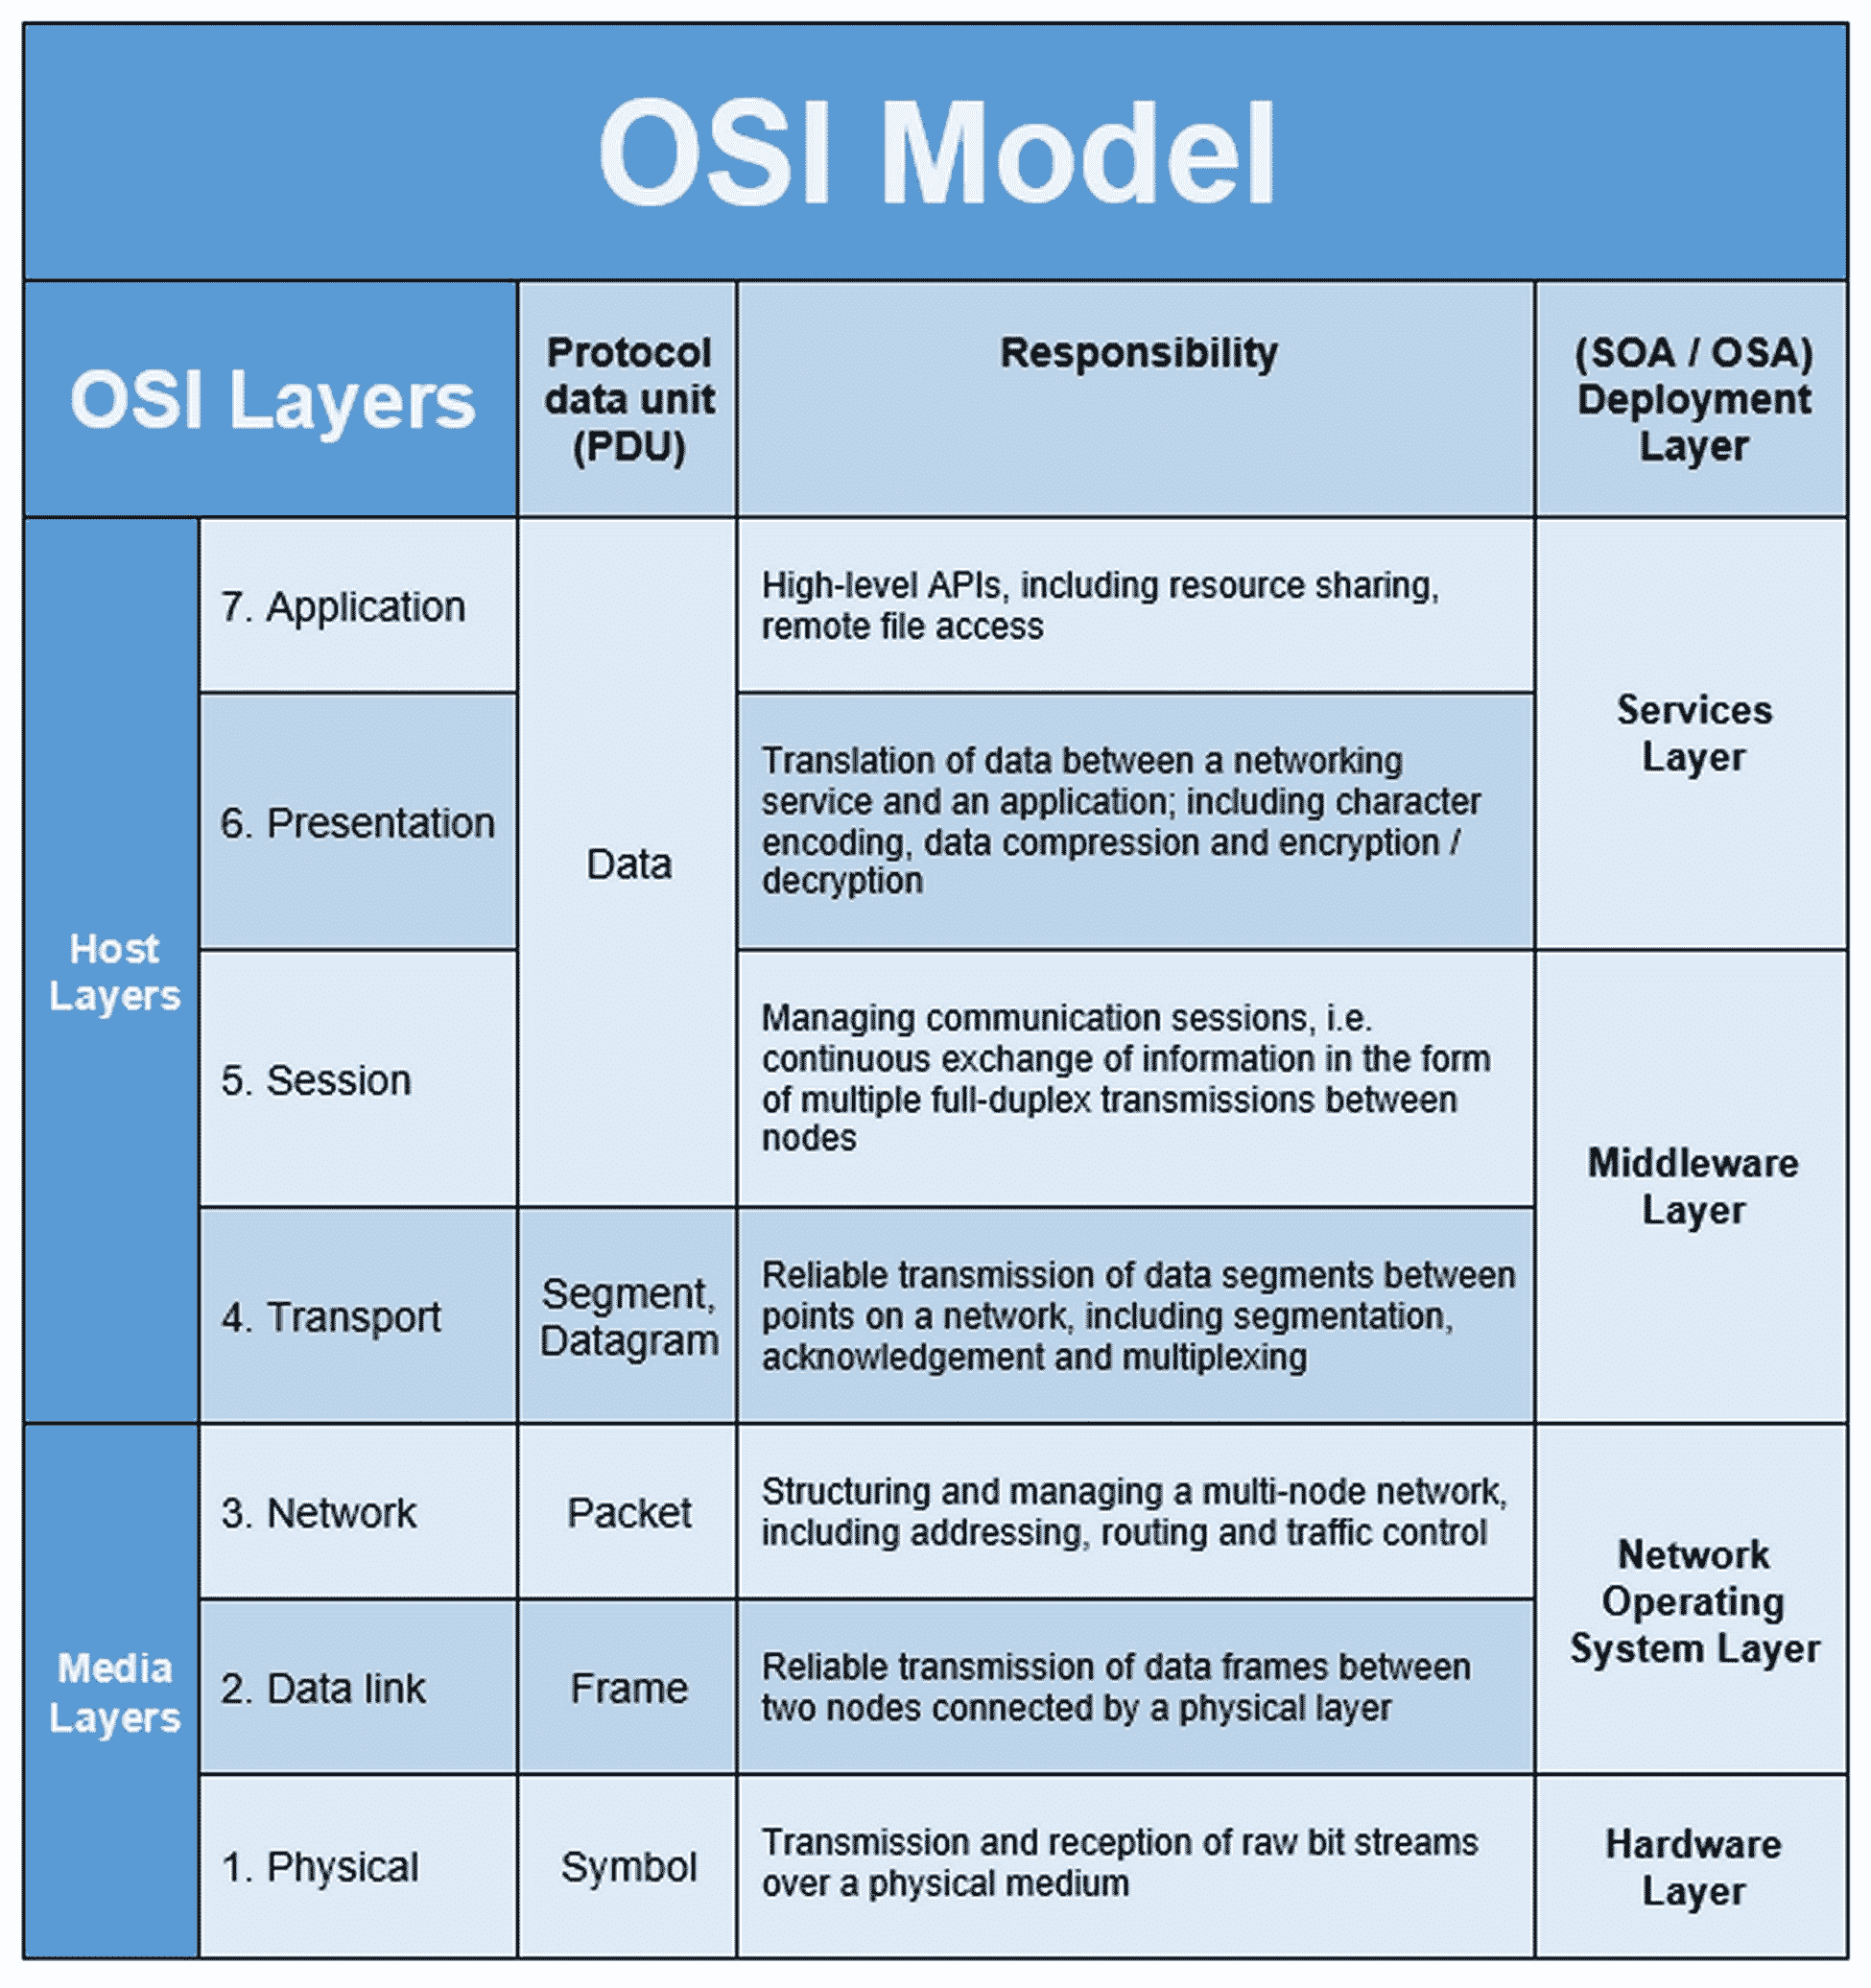 OSI Model
OSI Layers
Protocol
data unit
(PDU)
Responsibility
(SOA / OSA)
Deployment
Layer
Host
Layers
7. Application
Data
High-level APIs, including resource sharing,
remote file access
Services
Layer
6. Presentation
Translation of data between a networking
service and an application; including character
encoding, data compression and encryption /
decryption
5. Session
Managing communication sessions, i.e.
continuous exchange of information in the form
of multiple full-duplex transmissions between
nodes
Middleware
Layer
4. Transport
Segment,
Datagram
Reliable transmission of data segments between
points on a network, including segmentation,
acknowledgement and multiplexing
Media
Layers
3. Network
Packet
Structuring and managing a multi-node network,
including addressing, routing and traffic control
Network
Operating
System Layer
2. Data link
Frame
Reliable transmission of data frames between
two nodes connected by a physical layer
1. Physical
Symbol
Transmission and reception of raw bit streams
over a physical medium
Hardware
Layer